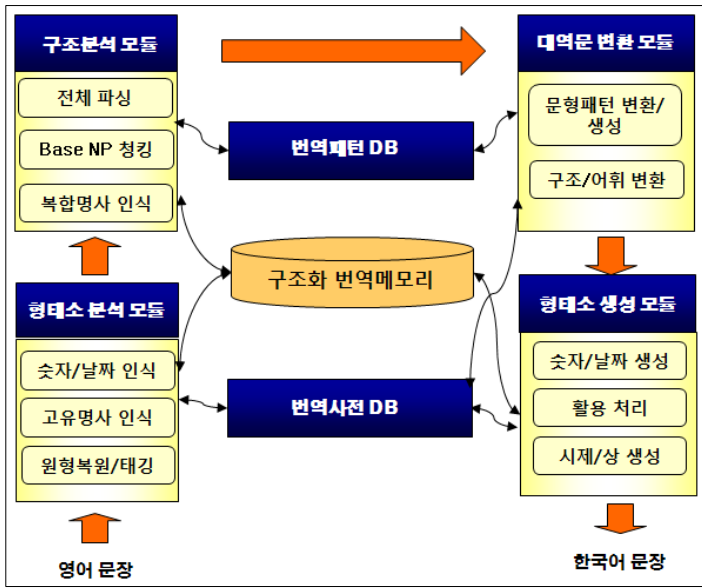 구조분석 모듈
전체 파싱
Base NP 청킹
복합명사 인식
대역문 변환 모듈
문형패턴 변환/
생성
구조/어휘 변환
번역패턴 DB
구조화 번역메모리
번역사전 DB
형태소 분석 모듈
숫자/날짜 인식
고유명사 인식
원형복원/태깅
형태소 생성 모듈
숫자/날짜 생성
활용 처리
시제/상 생성
영어 문장
한국어 문장